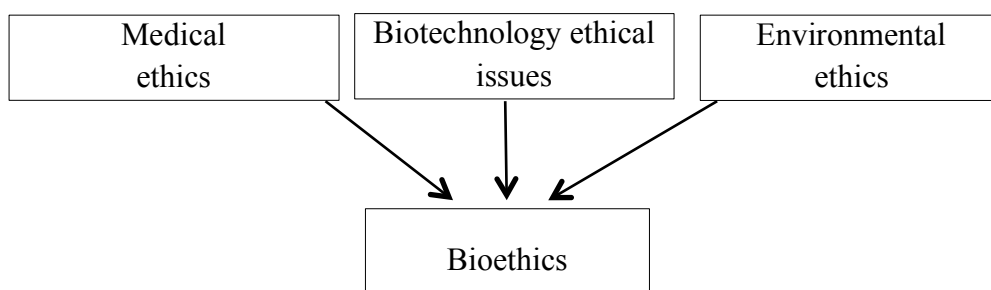 Medical
ethics
Biotechnology ethical
issues
Environmental
ethics
Bioethics